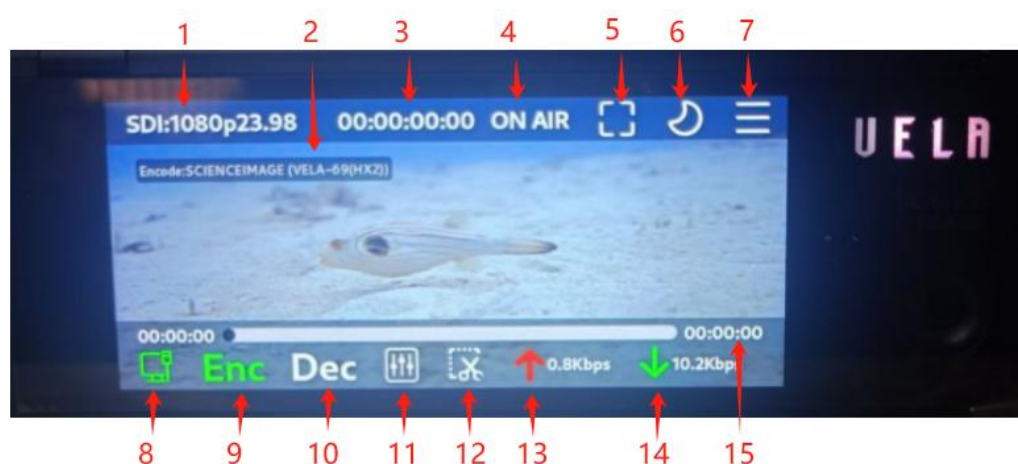 1 2 3 4 5 6 7
SDI:1080p23.98 00:00:00:00 ON AIR
VELA
Encode:SCIENCEIMAGE (VELA-69(HX2))
00:00:00 00:00:00
Enc Dec 0.8Kbps 10.2Kbps
8 9 10 11 12 13 14 15